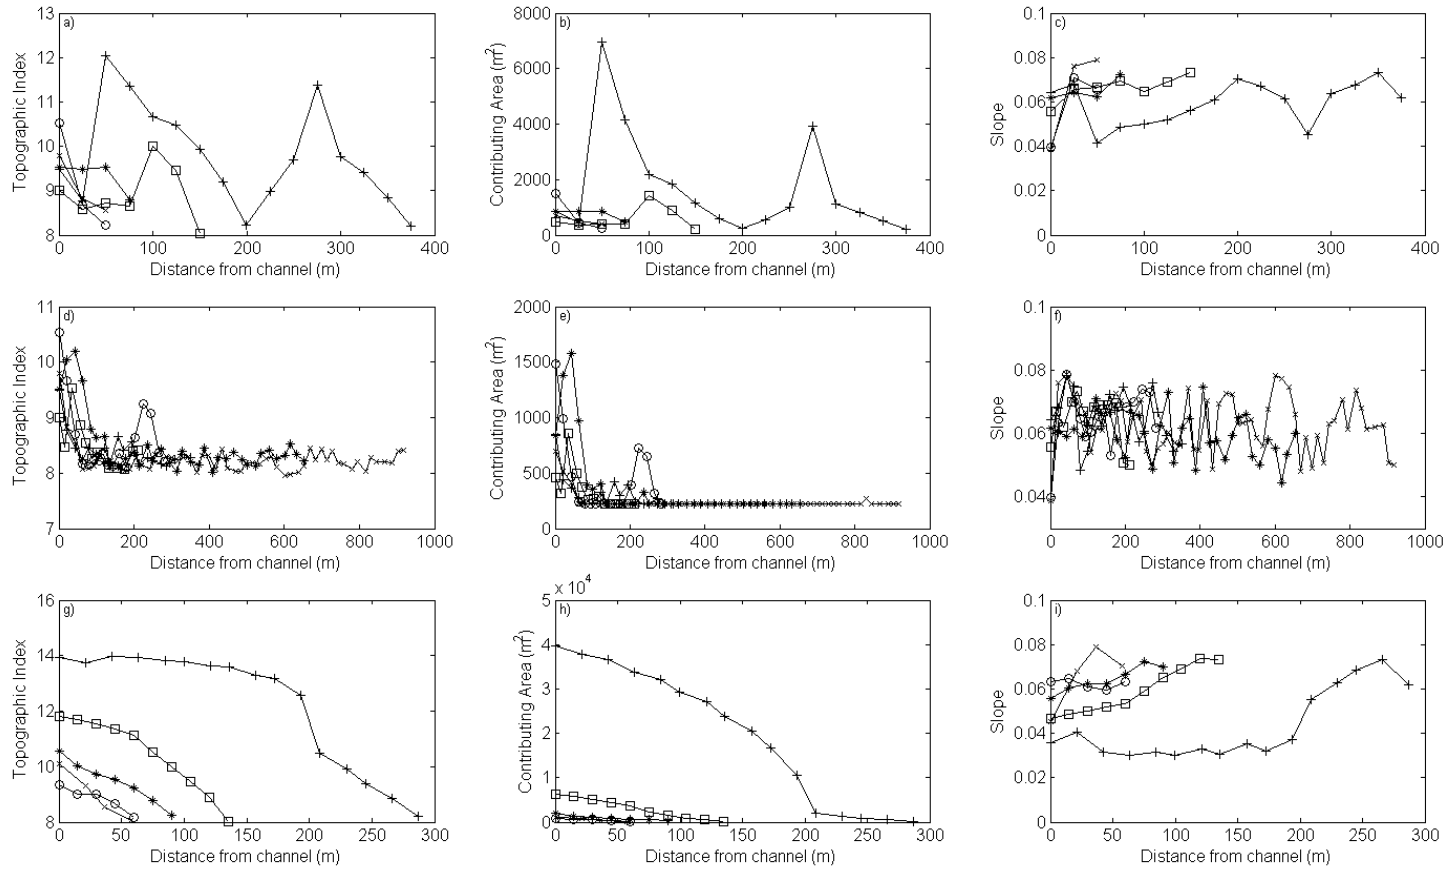 13
12
11
10
9
8
a)
Topographic Index
0 100 200 300 400
Distance from channel (m)
8000
6000
4000
2000
0
b)
Contributing Area (m²)
0 100 200 300 400
Distance from channel (m)
0.1
0.08
0.06
0.04
0.02
0
c)
Slope
0 100 200 300 400
Distance from channel (m)
11
10
9
8
7
d)
Topographic Index
0 200 400 600 800 1000
Distance from channel (m)
2000
1500
1000
500
0
e)
Contributing Area (m²)
0 200 400 600 800 1000
Distance from channel (m)
0.1
0.08
0.06
0.04
f)
Slope
0 200 400 600 800 1000
Distance from channel (m)
16
14
12
10
8
g)
Topographic Index
0 50 100 150 200 250 300
Distance from channel (m)
x 10⁴
5
4
3
2
1
0
h)
Contributing Area (m²)
0 50 100 150 200 250 300
Distance from channel (m)
0.1
0.08
0.06
0.04
0.02
0
i)
Slope
0 50 100 150 200 250 300
Distance from channel (m)